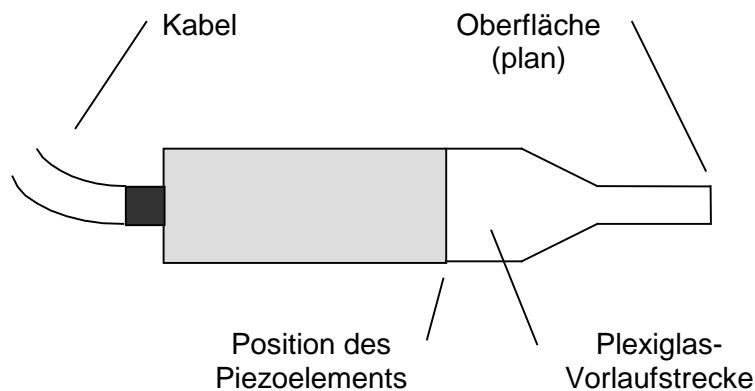 Kabel
Oberfläche
(plan)
Position des
Piezoelements
Plexiglas-
Vorlaufstrecke